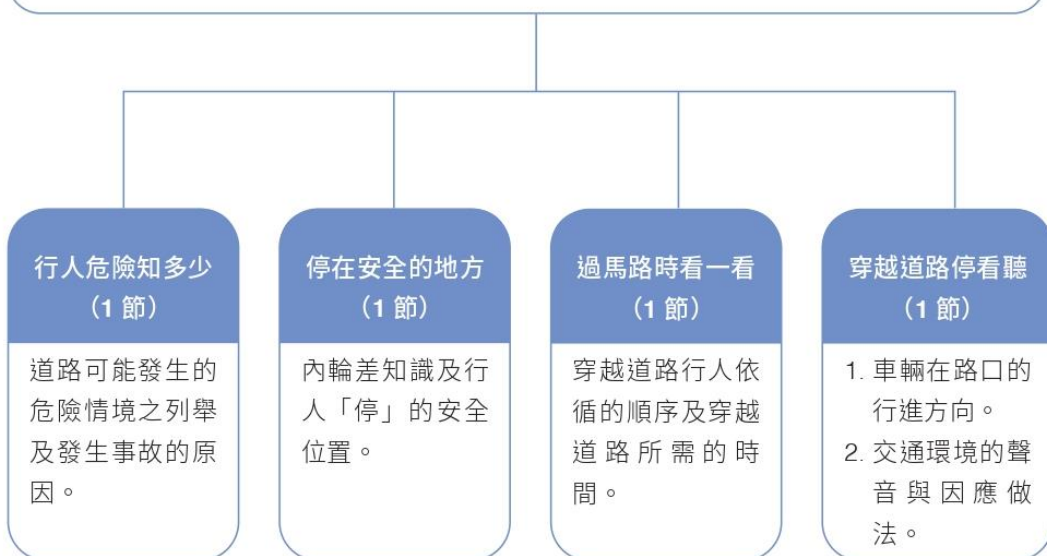 行人危險知多少
（1 節）
道路可能發生的
危險情境之列舉
及發生事故的原
因。
停在安全的地方
（1 節）
內輪差知識及行
人「停」的安全
位置。
過馬路時看一看
（1 節）
穿越道路行人依
循的順序及穿越
道路所需的時
間。
穿越道路停看聽
（1 節）
1. 車輛在路口的
行進方向。
2. 交通環境的聲
音與因應做
法。